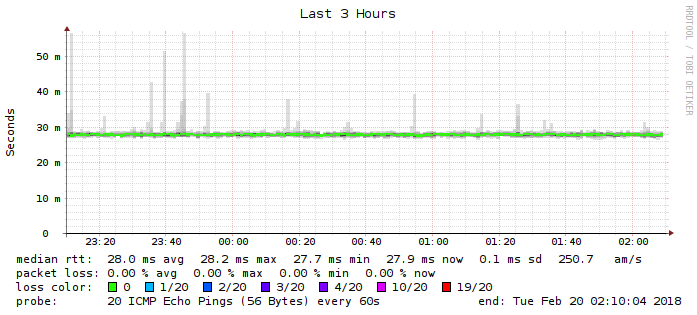 Last 3 Hours
RRDTOOL / TOBI OETIKER
Seconds
50 m
40 m
30 m
20 m
10 m
0
23:20 23:40 00:00 00:20 00:40 01:00 01:20 01:40 02:00
median rtt: 28.0 ms avg 28.2 ms max 27.7 ms min 27.9 ms now 0.1 ms sd 250.7 am/s
packet loss: 0.00 % avg 0.00 % max 0.00 % min 0.00 % now
loss color: 0 1/20 2/20 3/20 4/20 10/20 19/20
probe: 20 ICMP Echo Pings (56 Bytes) every 60s end: Tue Feb 20 02:10:04 2018